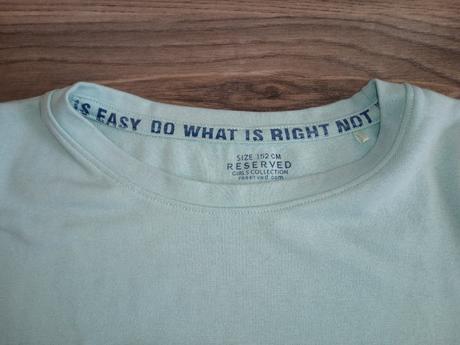 IS EASY DO WHAT IS RIGHT NOT
SIZE 152 CM
RESERVED
GIRLS COLLECTION
reserved.com